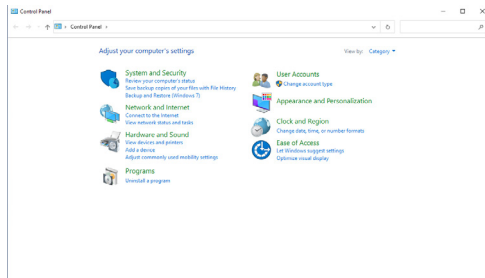 Control Panel
Control Panel
Adjust your computer's settings
View by: Category
System and Security
Review your computer's status
Save backup copies of your files with File History
Backup and Restore (Windows 7)
Network and Internet
Connect to the Internet
View network status and tasks
Hardware and Sound
View devices and printers
Add a device
Adjust commonly used mobility settings
Programs
Uninstall a program
User Accounts
Change account type
Appearance and Personalization
Clock and Region
Change date, time, or number formats
Ease of Access
Let Windows suggest settings
Optimize visual display